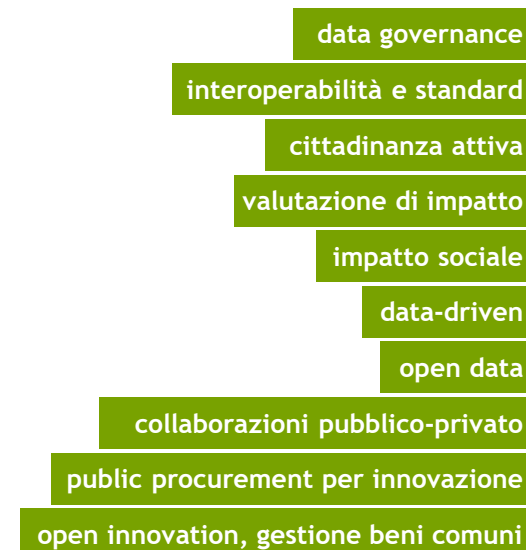 data governance
interoperabilità e standard
cittadinanza attiva
valutazione di impatto
impatto sociale
data-driven
open data
collaborazioni pubblico-privato
public procurement per innovazione
open innovation, gestione beni comuni